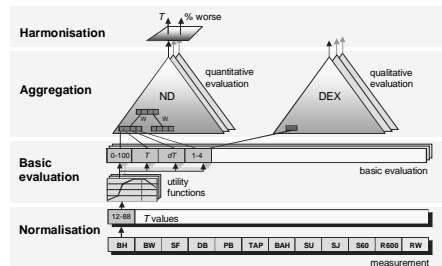 Harmonisation
T
% worse
Aggregation
quantitative
evaluation
qualitative
evaluation
ND
DEX
W
W
Basic
evaluation
0-100 T dT 1-4
basic evaluation
utility
functions
Normalisation
12-88 T values
BH BW SF DB PB TAP BAH SU SJ S60 R600 RW
measurement